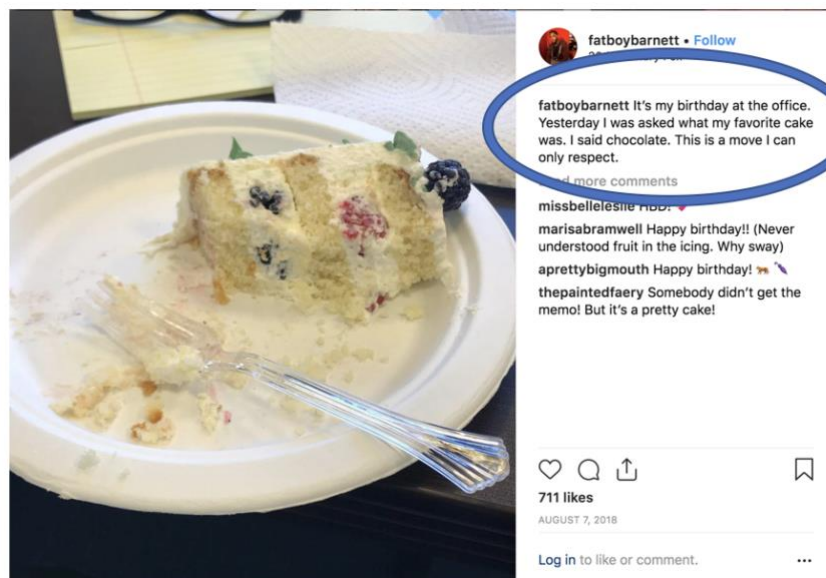 fatboybarnett • Follow
fatboybarnett It's my birthday at the office.
Yesterday I was asked what my favorite cake
was. I said chocolate. This is a move I can
only respect.
more comments
missbelleleslie HBD!
marisabramwell Happy birthday!! (Never
understood fruit in the icing. Why sway)
aprettybigmouth Happy birthday! 🐅 🍆
thepaintedfaery Somebody didn't get the
memo! But it's a pretty cake!
711 likes
AUGUST 7, 2018
Log in to like or comment.